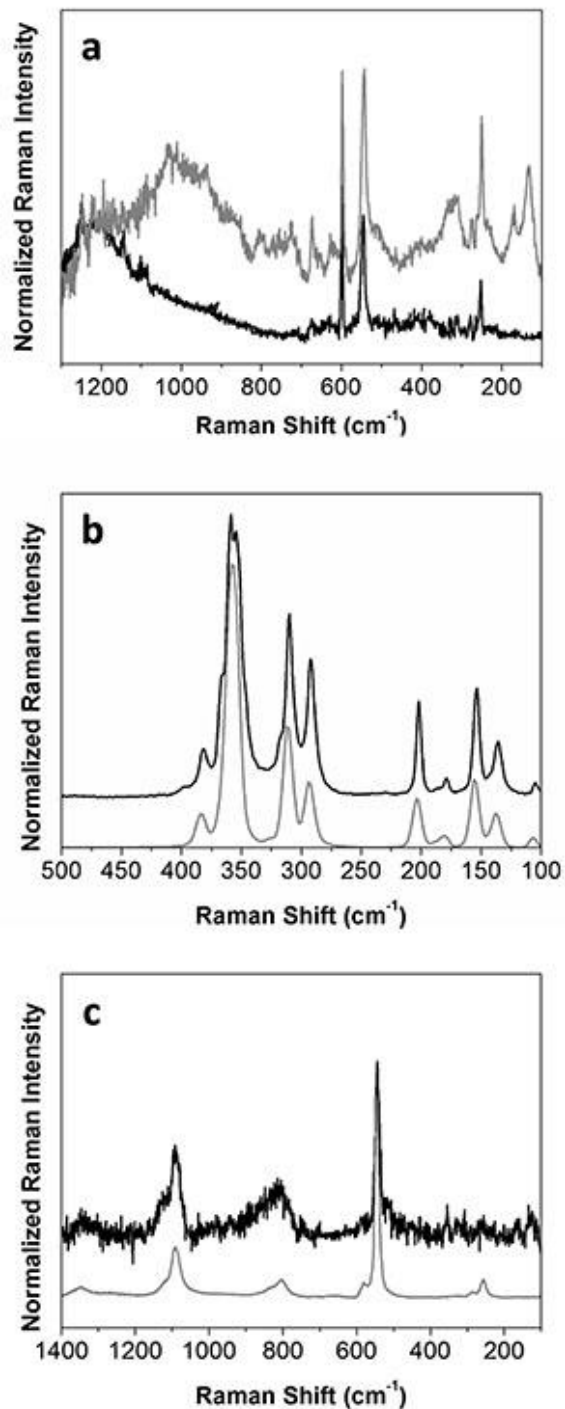 a
Normalized Raman Intensity
1200 1000 800 600 400 200
Raman Shift (cm⁻¹)
b
Normalized Raman Intensity
500 450 400 350 300 250 200 150 100
Raman Shift (cm⁻¹)
c
Normalized Raman Intensity
1400 1200 1000 800 600 400 200
Raman Shift (cm⁻¹)